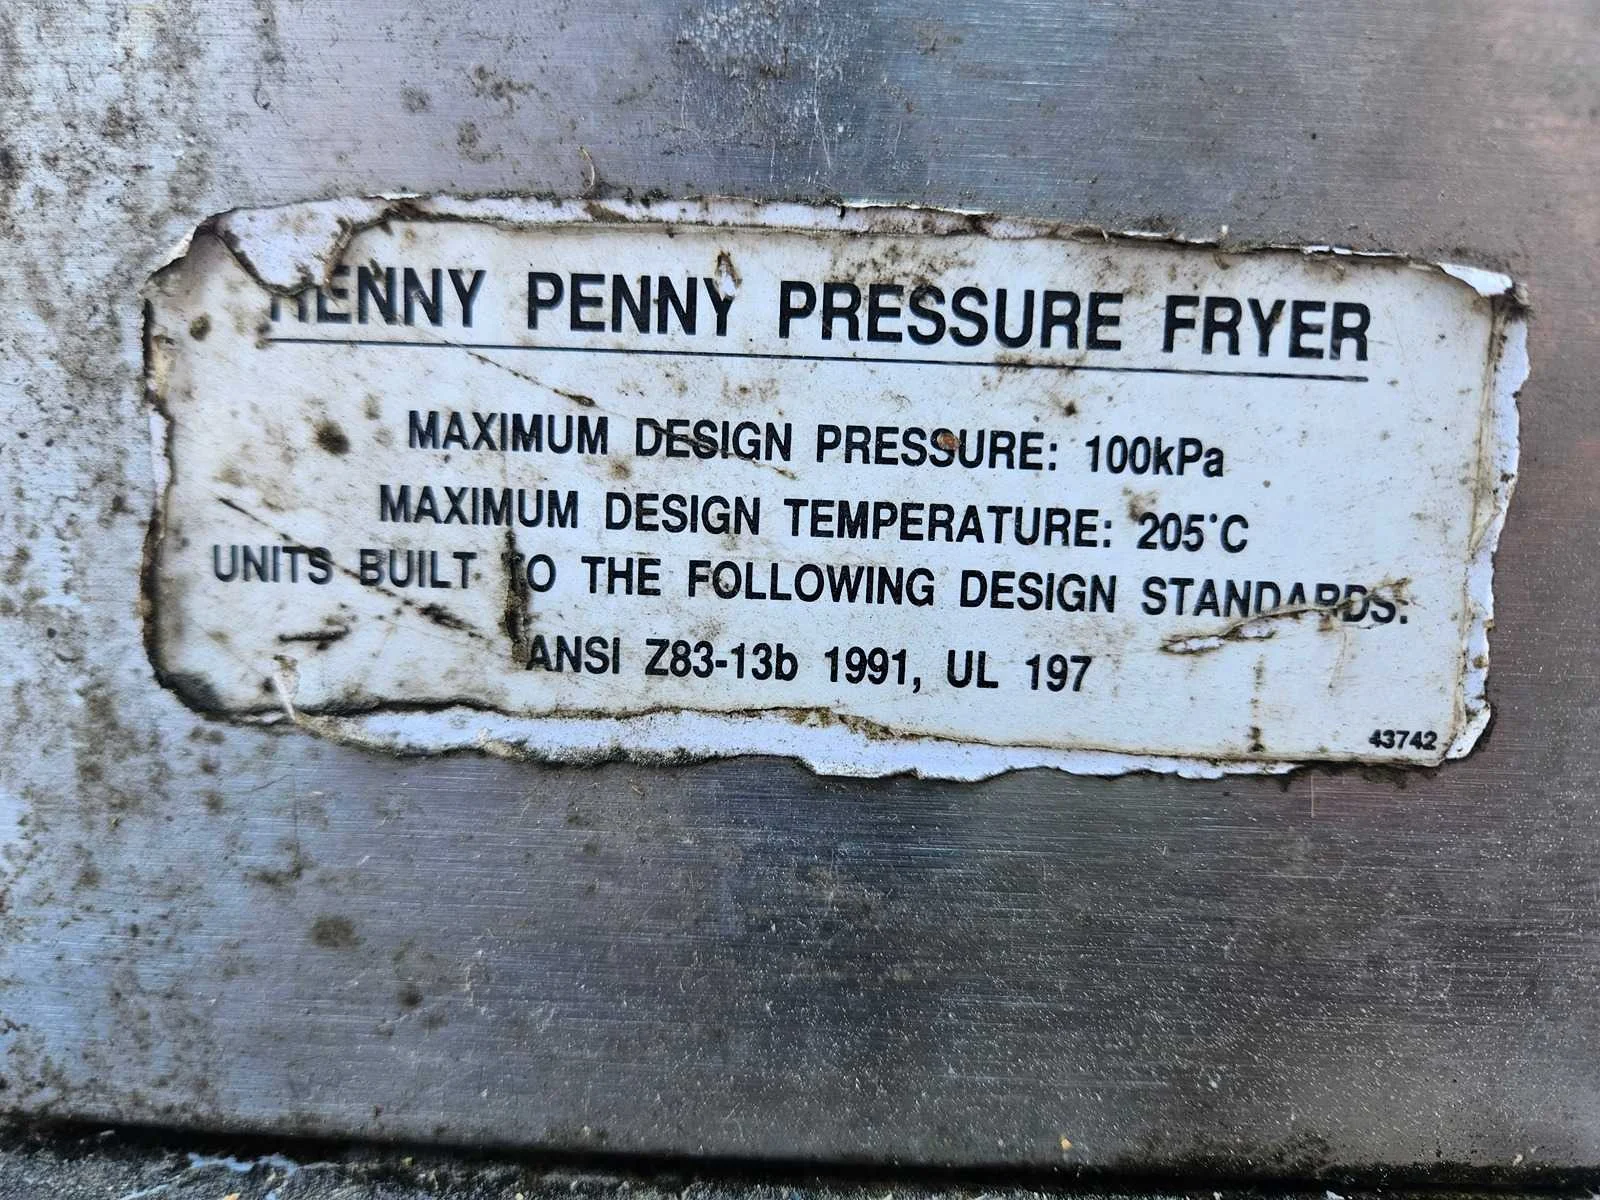 HENNY PENNY PRESSURE FRYER
MAXIMUM DESIGN PRESSURE: 100kPa
MAXIMUM DESIGN TEMPERATURE: 205°C
UNITS BUILT TO THE FOLLOWING DESIGN STANDARDS:
ANSI Z83-13b 1991, UL 197
43742